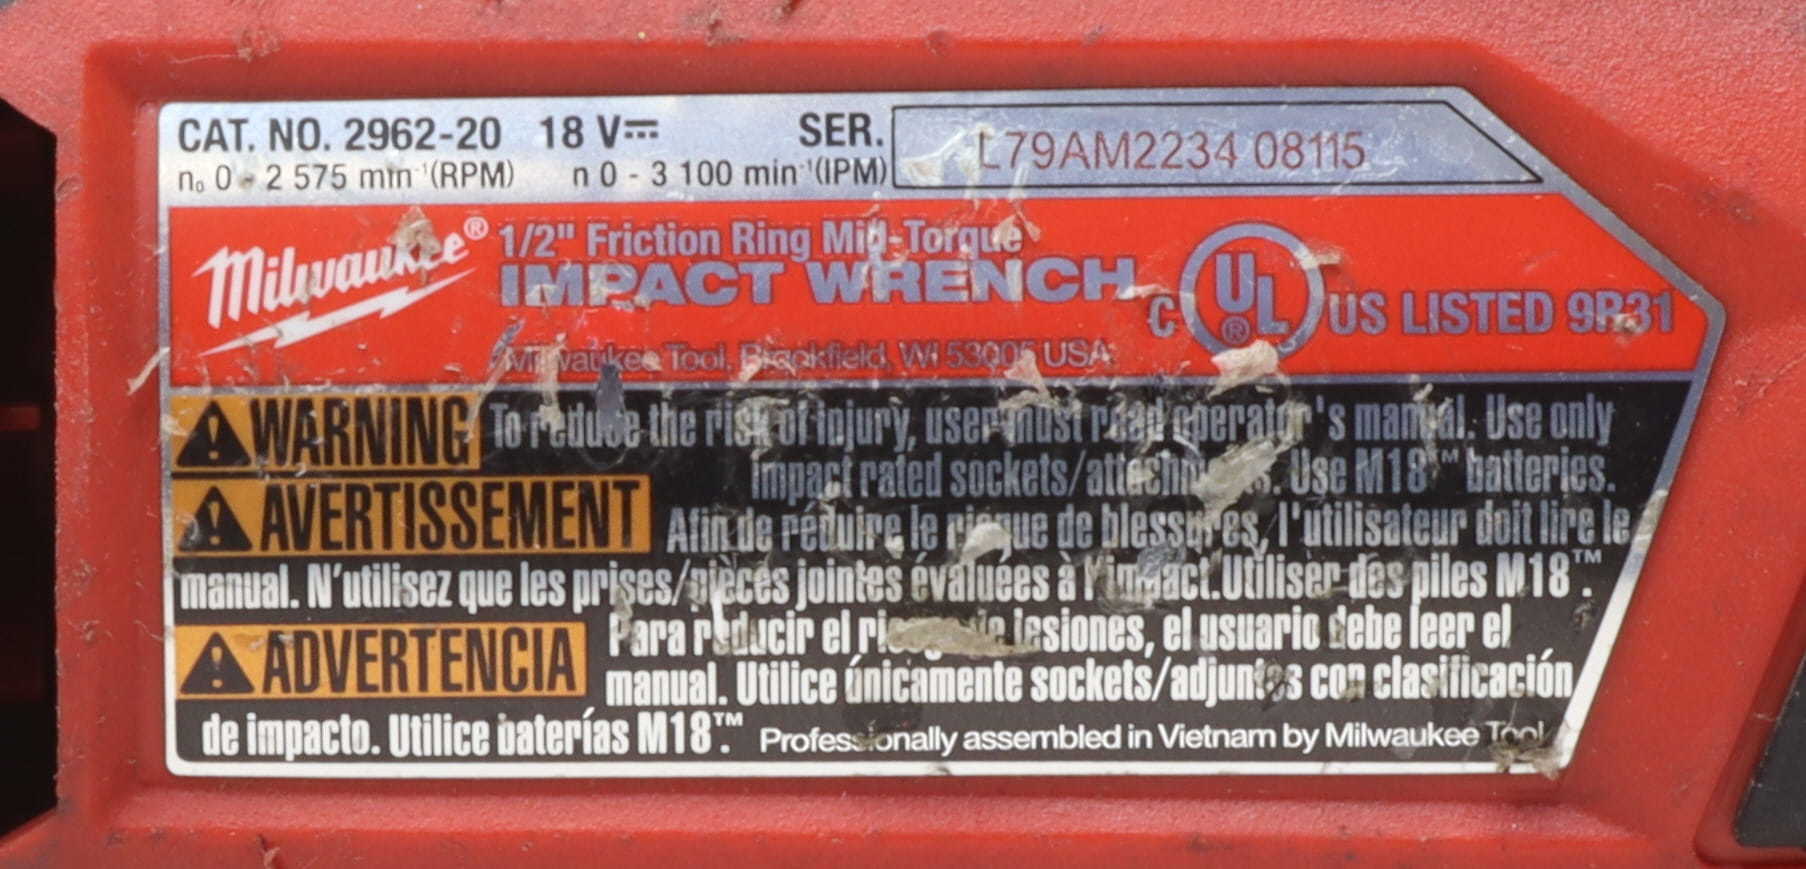 CAT. NO. 2962-20 18 V⎓ SER. L79AM2234 08115
n₀ 0 - 2 575 min⁻¹(RPM) n 0 - 3 100 min⁻¹(IPM)
Milwaukee®
1/2" Friction Ring Mid-Torque
IMPACT WRENCH
C UL® US LISTED 9R31
Milwaukee Tool, Brookfield, WI 53005 USA
WARNING To reduce the risk of injury, user must read operator's manual. Use only
impact rated sockets/attachments. Use M18™ batteries.
AVERTISSEMENT Afin de réduire le risque de blessures, l'utilisateur doit lire le
manual. N'utilisez que les prises/pièces jointes évaluées à l'impact.Utiliser des piles M18™.
ADVERTENCIA Para reducir el riesgo de lesiones, el usuario debe leer el
manual. Utilice únicamente sockets/adjuntos con clasificación
de impacto. Utilice baterías M18™. Professionally assembled in Vietnam by Milwaukee Tool